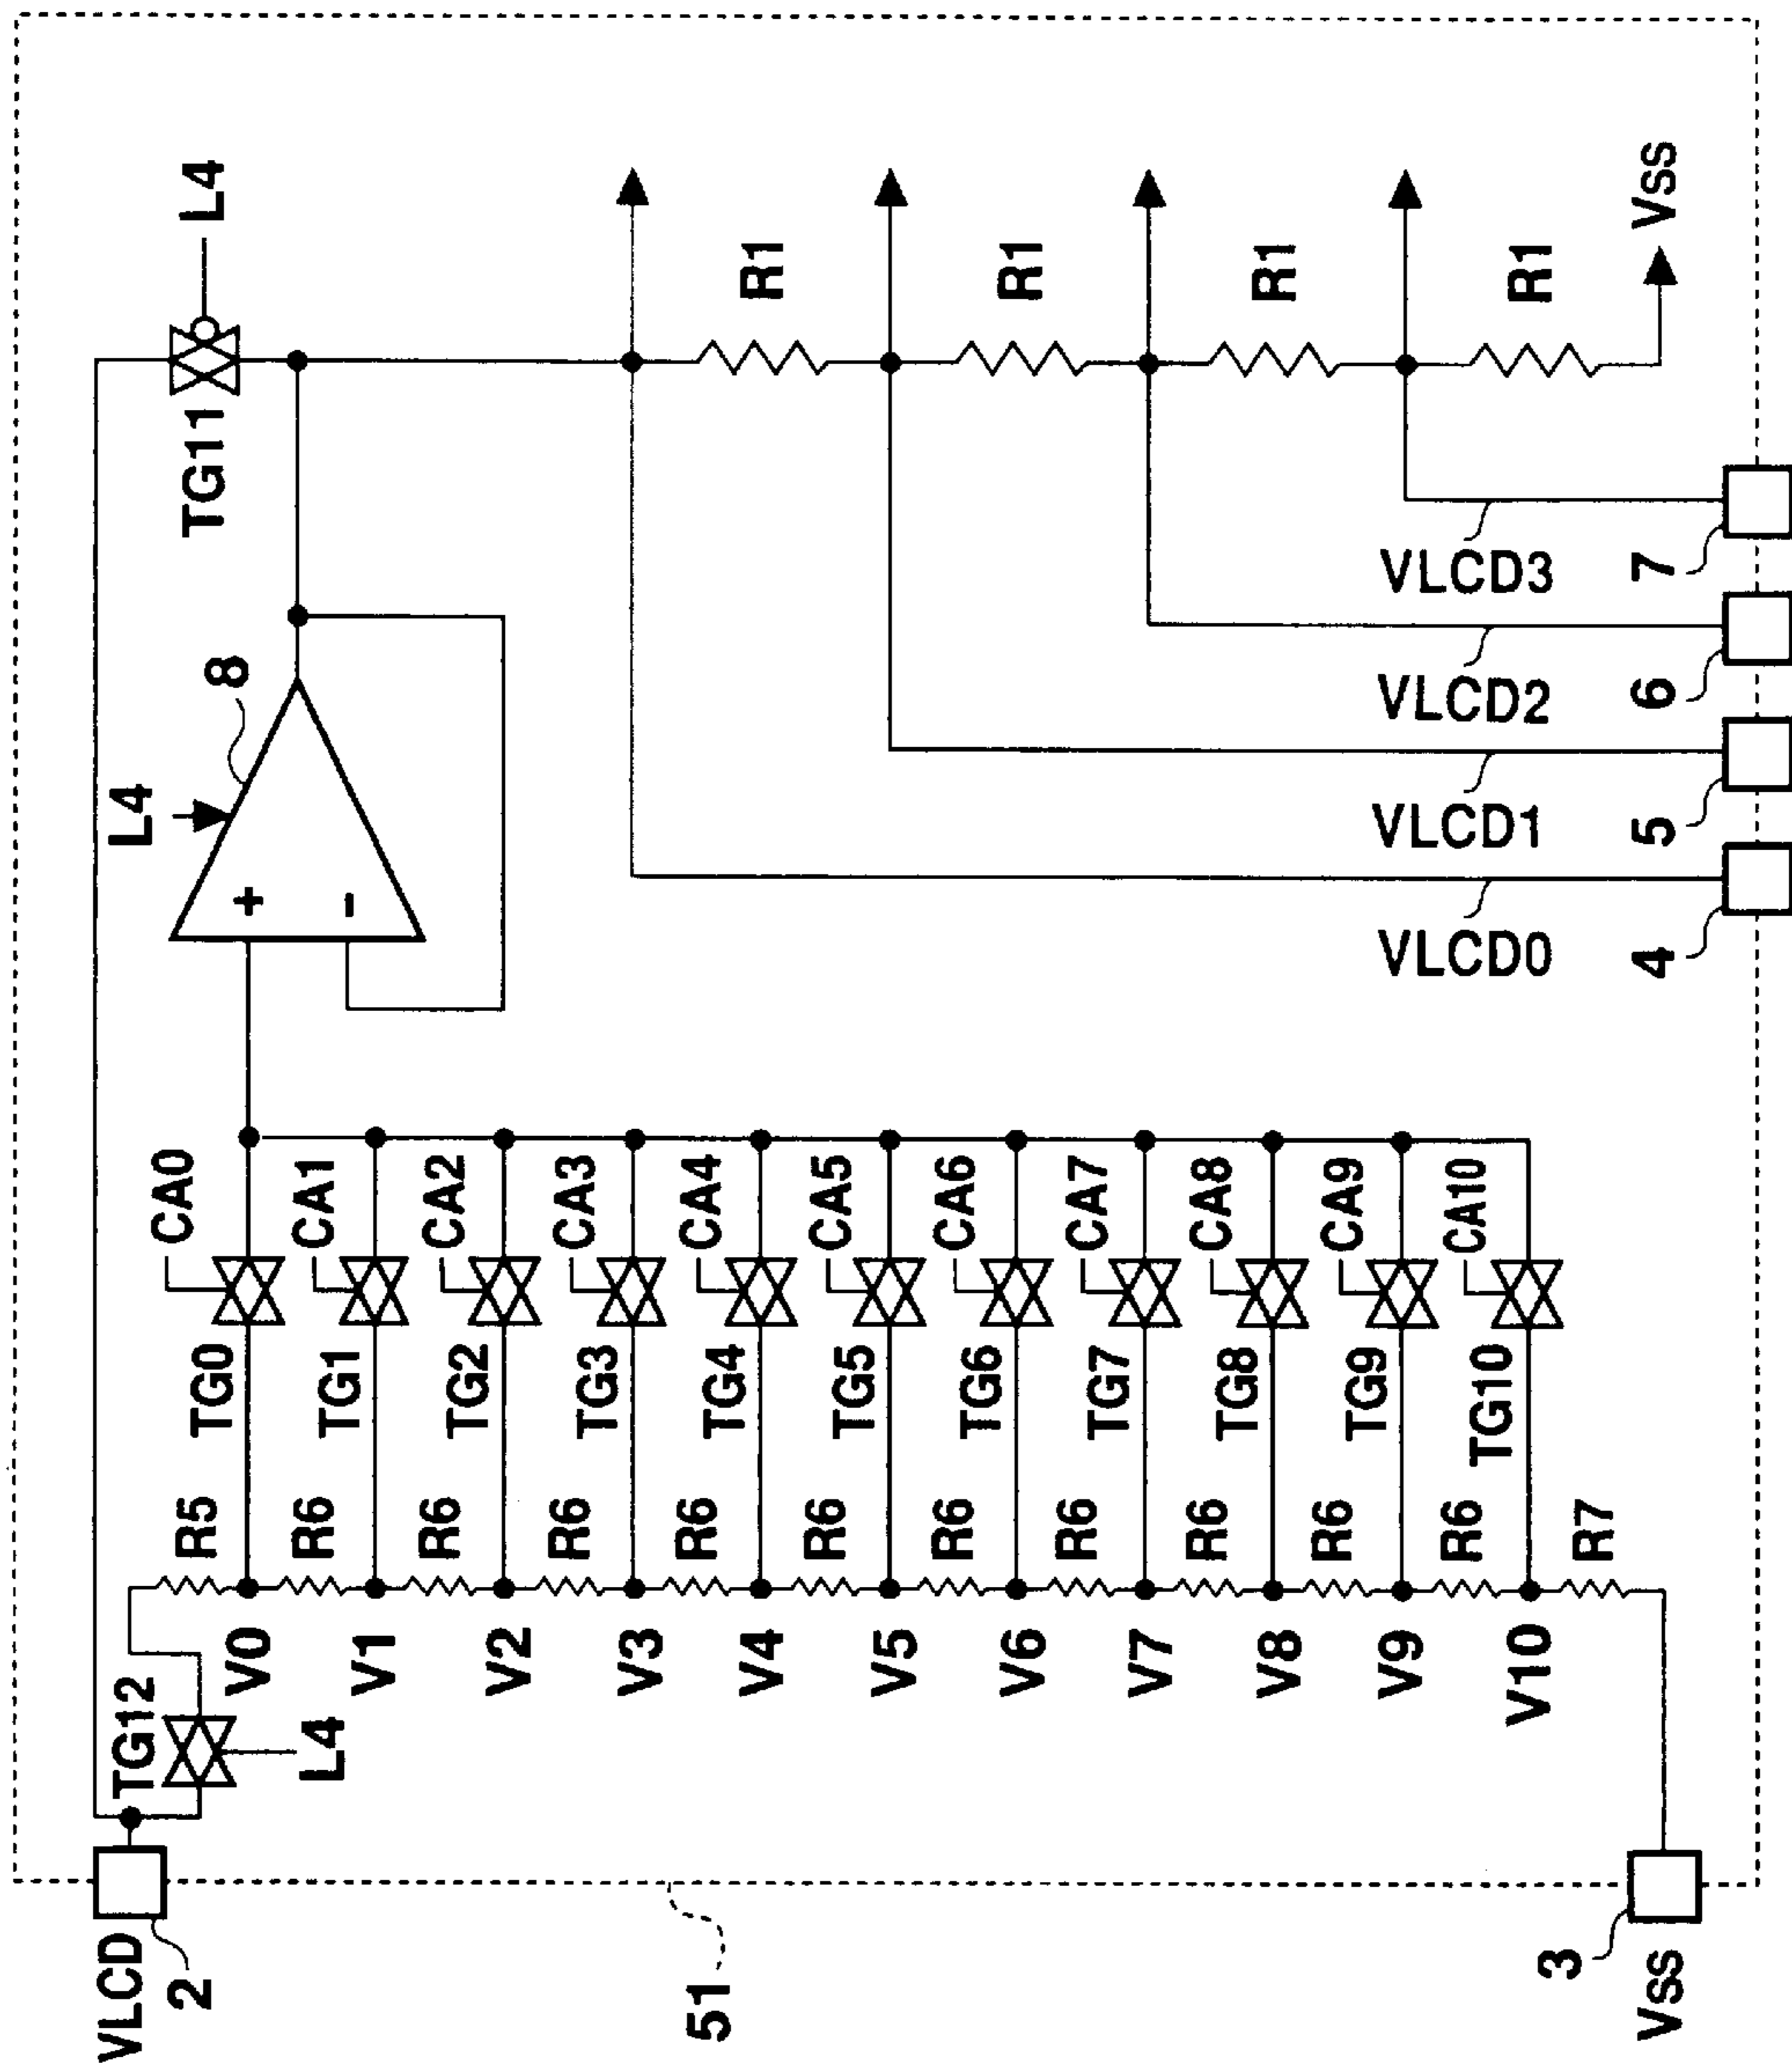 VLCD
2
TG12
L4
R5
TG0
CA0
V0
R6
TG1
CA1
V1
R6
TG2
CA2
V2
R6
TG3
CA3
V3
R6
TG4
CA4
V4
R6
TG5
CA5
V5
R6
TG6
CA6
V6
R6
TG7
CA7
V7
R6
TG8
CA8
V8
R6
TG9
CA9
V9
R6
TG10
CA10
V10
R7
51
3
VSS
L4
8
+
-
TG11
L4
R1
R1
R1
R1
VSS
VLCD0
VLCD1
VLCD2
VLCD3
4
5
6
7